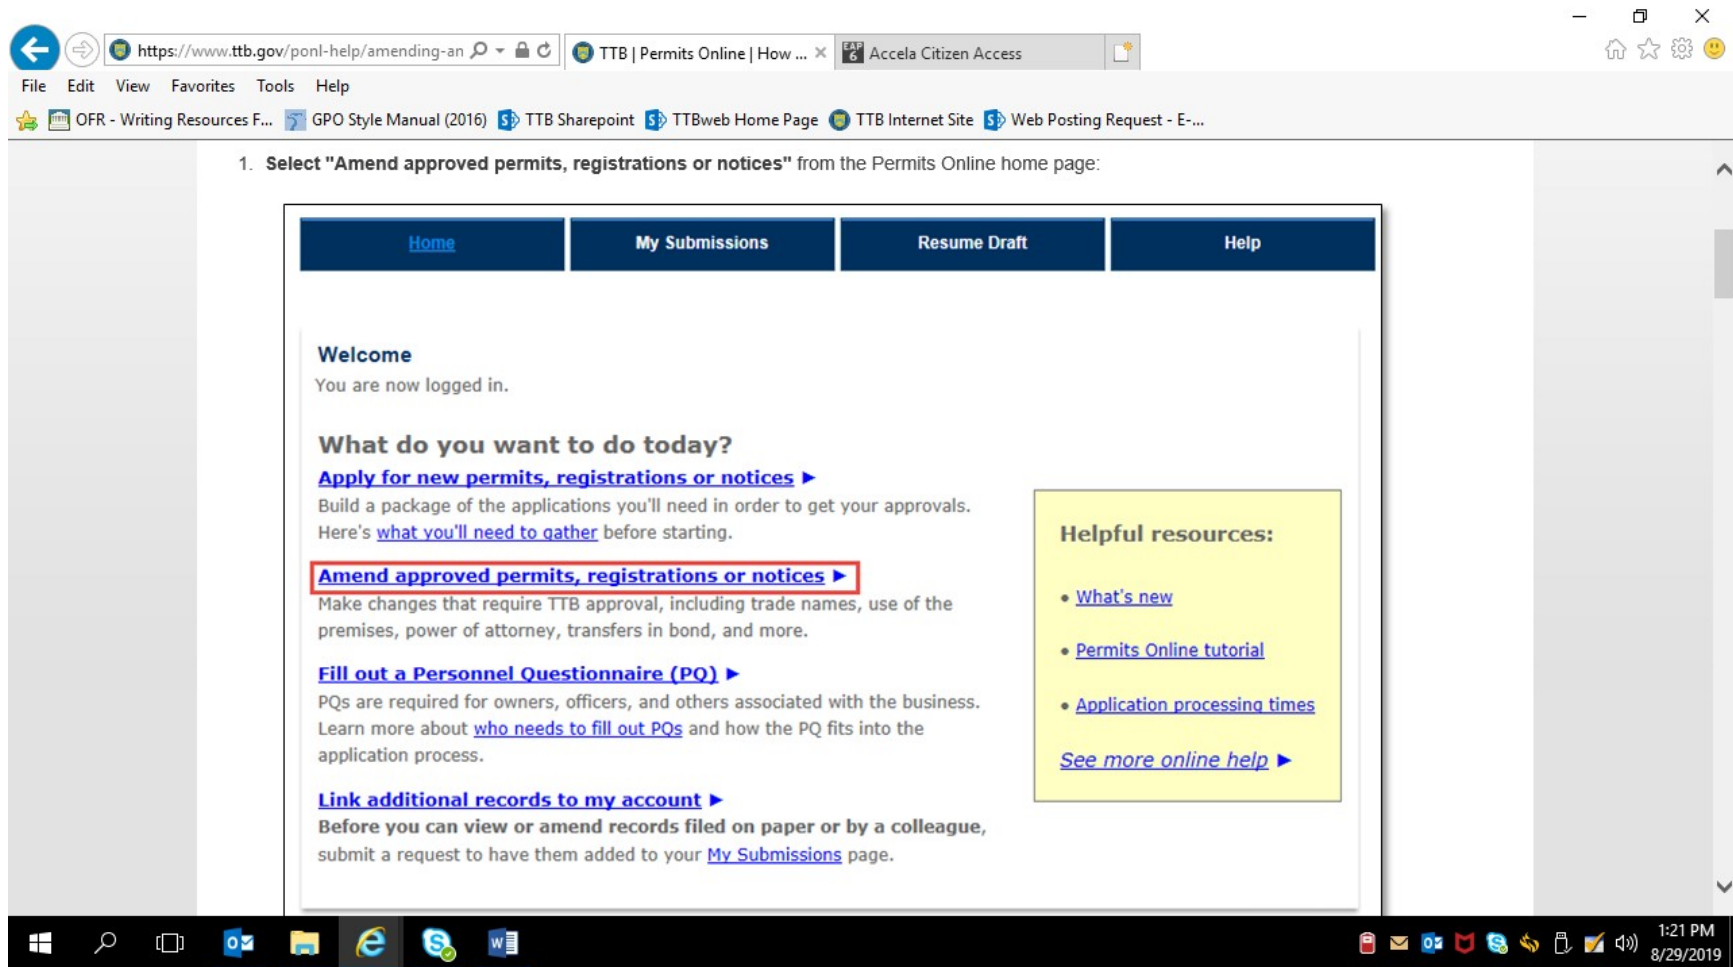 https://www.ttb.gov/ponl-help/amending-an
TTB | Permits Online | How ...
EAP 6 Accela Citizen Access
File Edit View Favorites Tools Help
OFR - Writing Resources F... GPO Style Manual (2016) TTB Sharepoint TTBweb Home Page TTB Internet Site Web Posting Request - E-...
1. Select "Amend approved permits, registrations or notices" from the Permits Online home page:
Home My Submissions Resume Draft Help
Welcome
You are now logged in.
What do you want to do today?
Apply for new permits, registrations or notices ►
Build a package of the applications you'll need in order to get your approvals.
Here's what you'll need to gather before starting.
Amend approved permits, registrations or notices ►
Make changes that require TTB approval, including trade names, use of the
premises, power of attorney, transfers in bond, and more.
Fill out a Personnel Questionnaire (PQ) ►
PQs are required for owners, officers, and others associated with the business.
Learn more about who needs to fill out PQs and how the PQ fits into the
application process.
Link additional records to my account ►
Before you can view or amend records filed on paper or by a colleague,
submit a request to have them added to your My Submissions page.
Helpful resources:
• What's new
• Permits Online tutorial
• Application processing times
See more online help ►
1:21 PM
8/29/2019